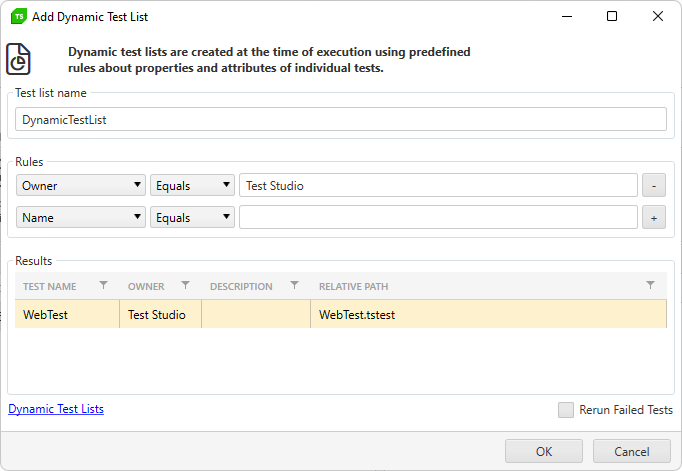 TS Add Dynamic Test List
Dynamic test lists are created at the time of execution using predefined
rules about properties and attributes of individual tests.
Test list name
DynamicTestList
Rules
Owner Equals Test Studio -
Name Equals +
Results
TEST NAME OWNER DESCRIPTION RELATIVE PATH
WebTest Test Studio WebTest.tstest
Dynamic Test Lists Rerun Failed Tests
OK Cancel